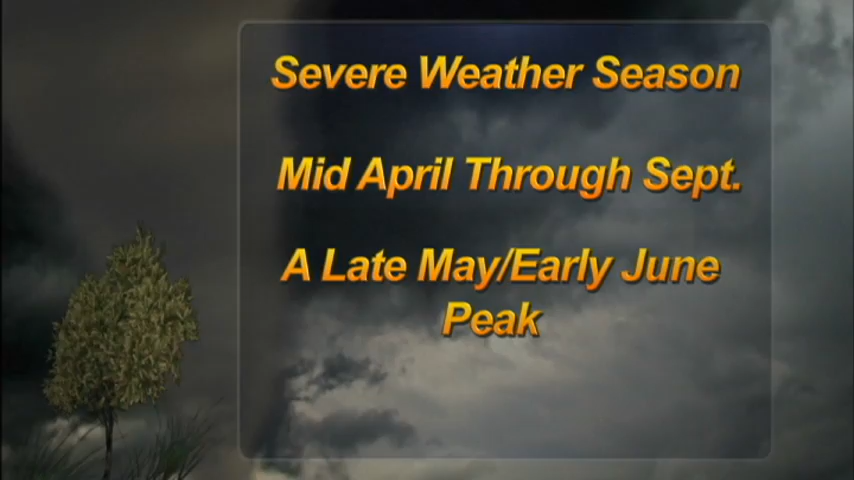 Severe Weather Season
Mid April Through Sept.
A Late May/Early June
Peak